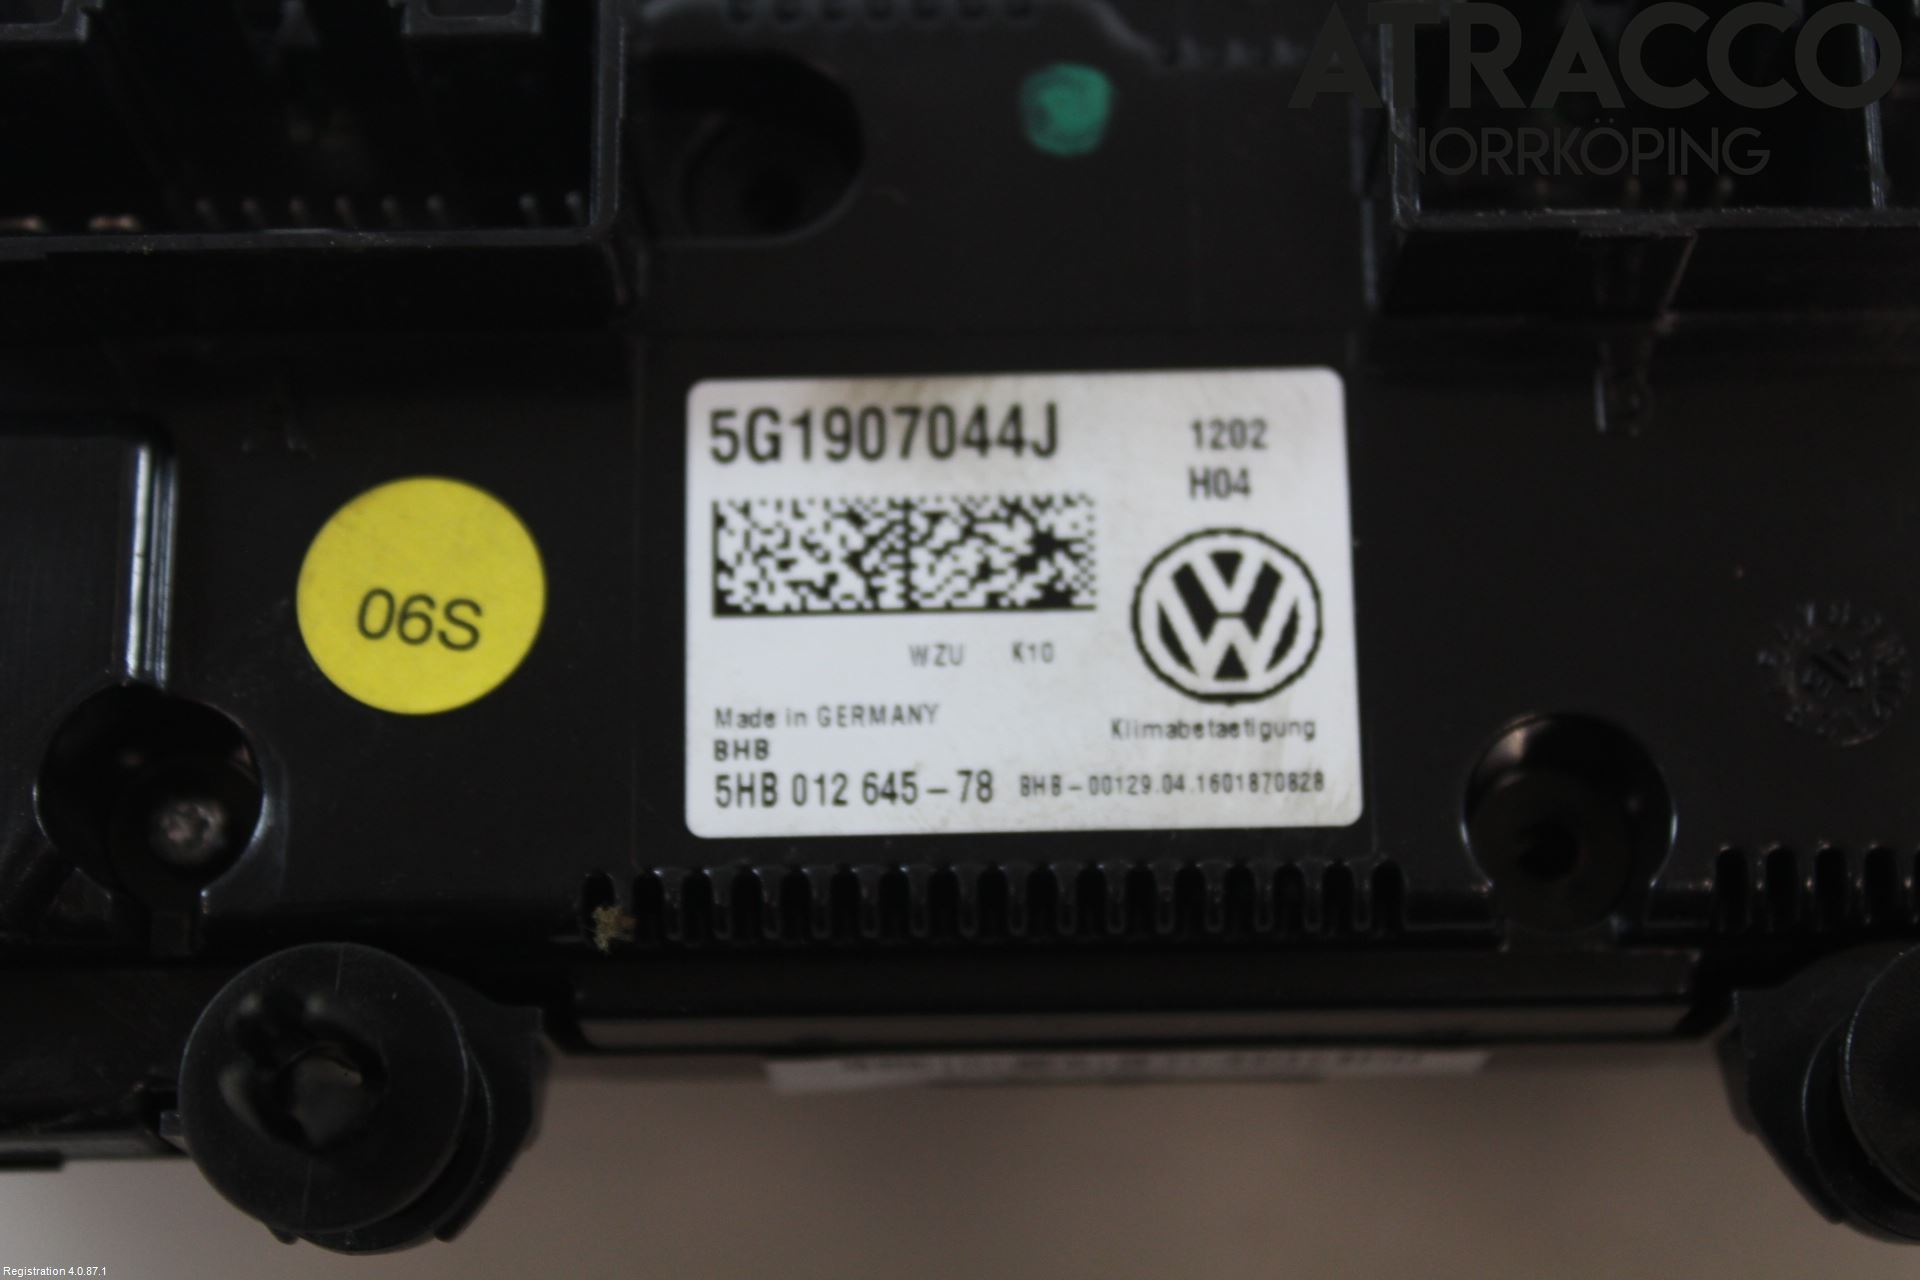 ATRACCO
NORRKÖPING
5G1907044J
1202
H04
06S
WZU K10
Made in GERMANY
BHB
Klimabetaetigung
5HB 012 645-78 BHB-00129.04.1601870828
Registration 4.0.87.1